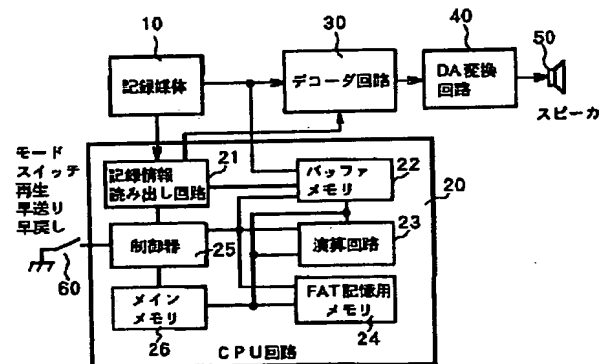 10
記録媒体
30
デコーダ回路
40
DA変換
回路
50
スピーカ
モード
スイッチ
再生
早送り
早戻し
60
記録情報
読み出し回路
21
バッファ
メモリ
22
20
制御器
25
演算回路
23
メイン
メモリ
26
FAT記憶用
メモリ
24
CPU回路